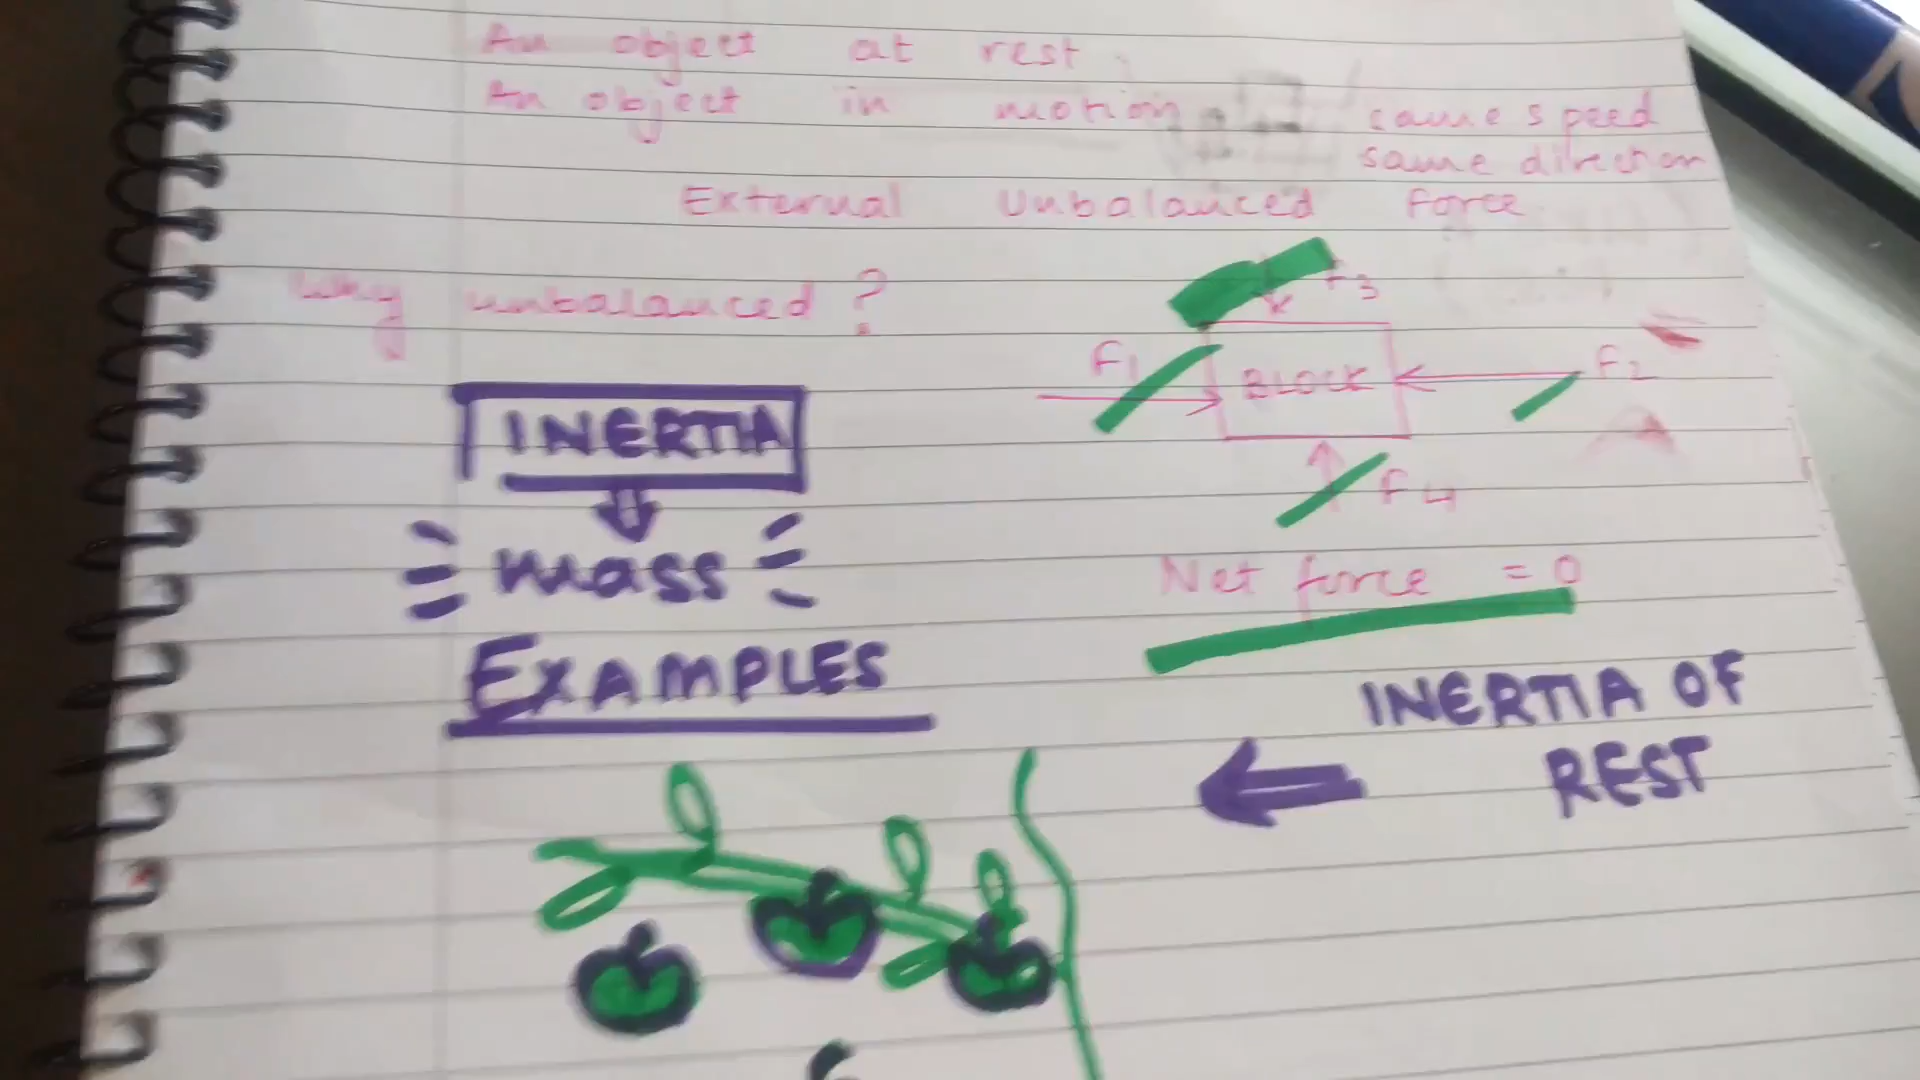 An object at rest,
An object in motion same speed
same direction
External Unbalanced force
why unbalanced ?
F3
F1
BLOCK
F2
F4
Net force = 0
INERTIA
mass
EXAMPLES
INERTIA OF
REST